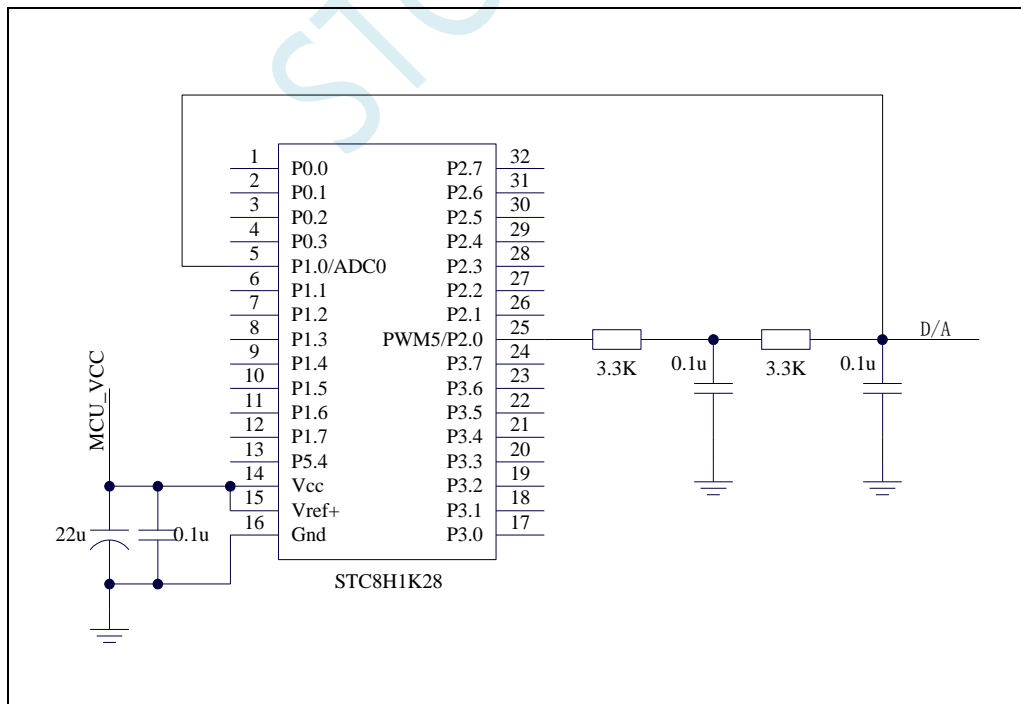 STC
1 P0.0 P2.7 32
2 P0.1 P2.6 31
3 P0.2 P2.5 30
4 P0.3 P2.4 29
5 P1.0/ADC0 P2.3 28
6 P1.1 P2.2 27
7 P1.2 P2.1 26
8 P1.3 PWM5/P2.0 25
9 P1.4 P3.7 24
10 P1.5 P3.6 23
11 P1.6 P3.5 22
12 P1.7 P3.4 21
13 P5.4 P3.3 20
14 Vcc P3.2 19
15 Vref+ P3.1 18
16 Gnd P3.0 17
STC8H1K28
MCU_VCC
22u
0.1u
3.3K
0.1u
3.3K
0.1u
D/A